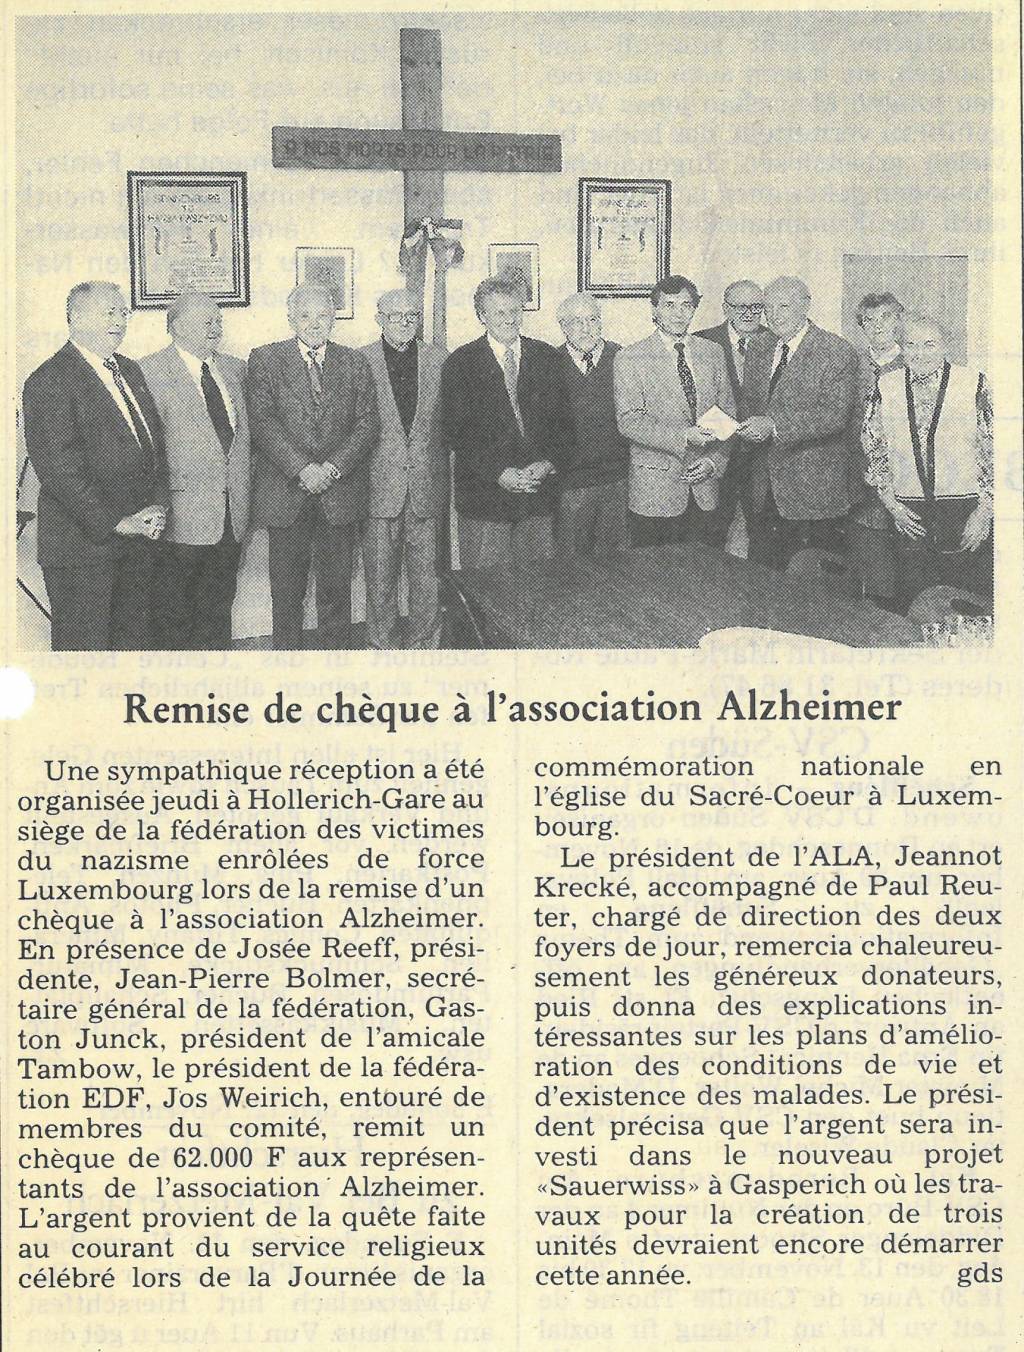 A NOS MORTS POUR LA PATRIE
Remise de chèque à l'association Alzheimer
Une sympathique réception a été
organisée jeudi à Hollerich-Gare au
siège de la fédération des victimes
du nazisme enrôlées de force
Luxembourg lors de la remise d'un
chèque à l'association Alzheimer.
En présence de Josée Reeff, prési-
dente, Jean-Pierre Bolmer, secré-
taire général de la fédération, Gas-
ton Junck, président de l'amicale
Tambow, le président de la fédéra-
tion EDF, Jos Weirich, entouré de
membres du comité, remit un
chèque de 62.000 F aux représen-
tants de l'association Alzheimer.
L'argent provient de la quête faite
au courant du service religieux
célébré lors de la Journée de la
commémoration nationale en
l'église du Sacré-Coeur à Luxem-
bourg.
Le président de l'ALA, Jeannot
Krecké, accompagné de Paul Reu-
ter, chargé de direction des deux
foyers de jour, remercia chaleureu-
sement les généreux donateurs,
puis donna des explications in-
téressantes sur les plans d'amélio-
ration des conditions de vie et
d'existence des malades. Le prési-
dent précisa que l'argent sera in-
vesti dans le nouveau projet
«Sauerwiss» à Gasperich où les tra-
vaux pour la création de trois
unités devraient encore démarrer
cette année. gds